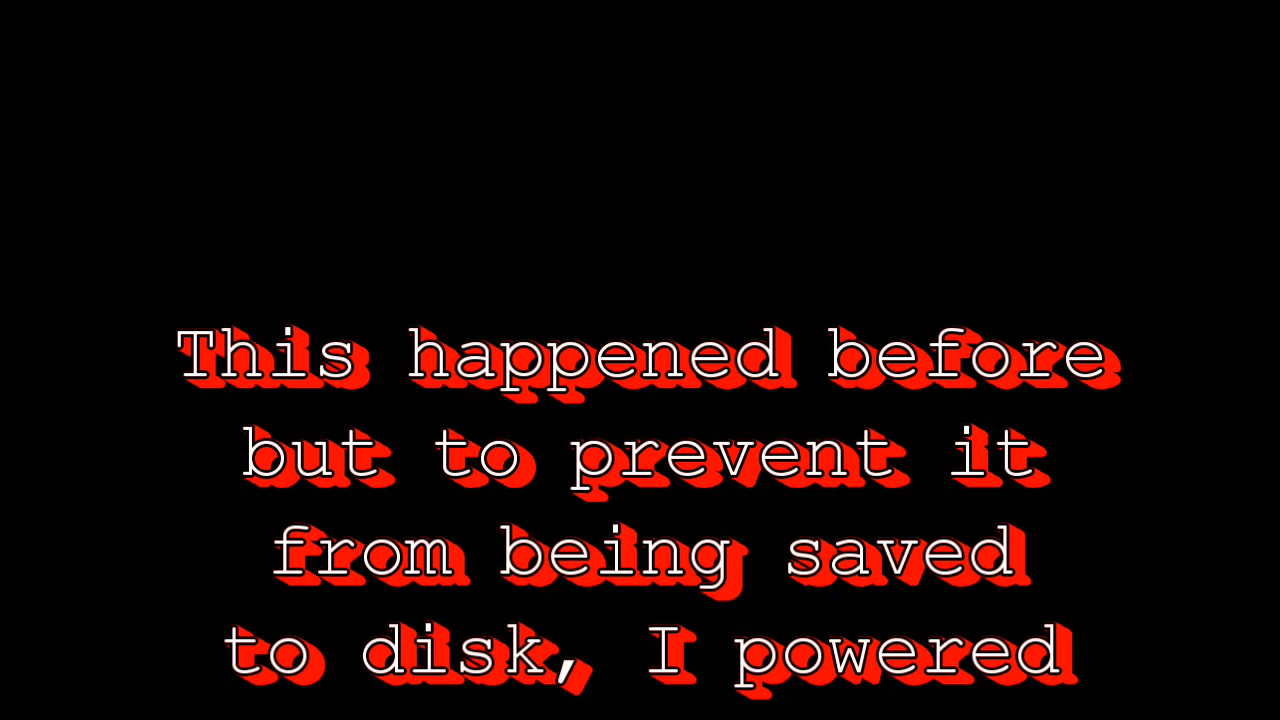 This happened before
but to prevent it
from being saved
to disk, I powered